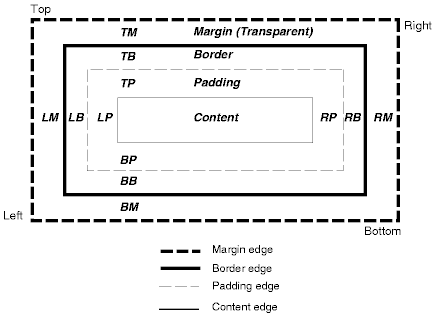 Top
Right
TM Margin (Transparent)
TB Border
TP Padding
LM LB LP Content RP RB RM
BP
BB
BM
Left
Bottom
Margin edge
Border edge
Padding edge
Content edge